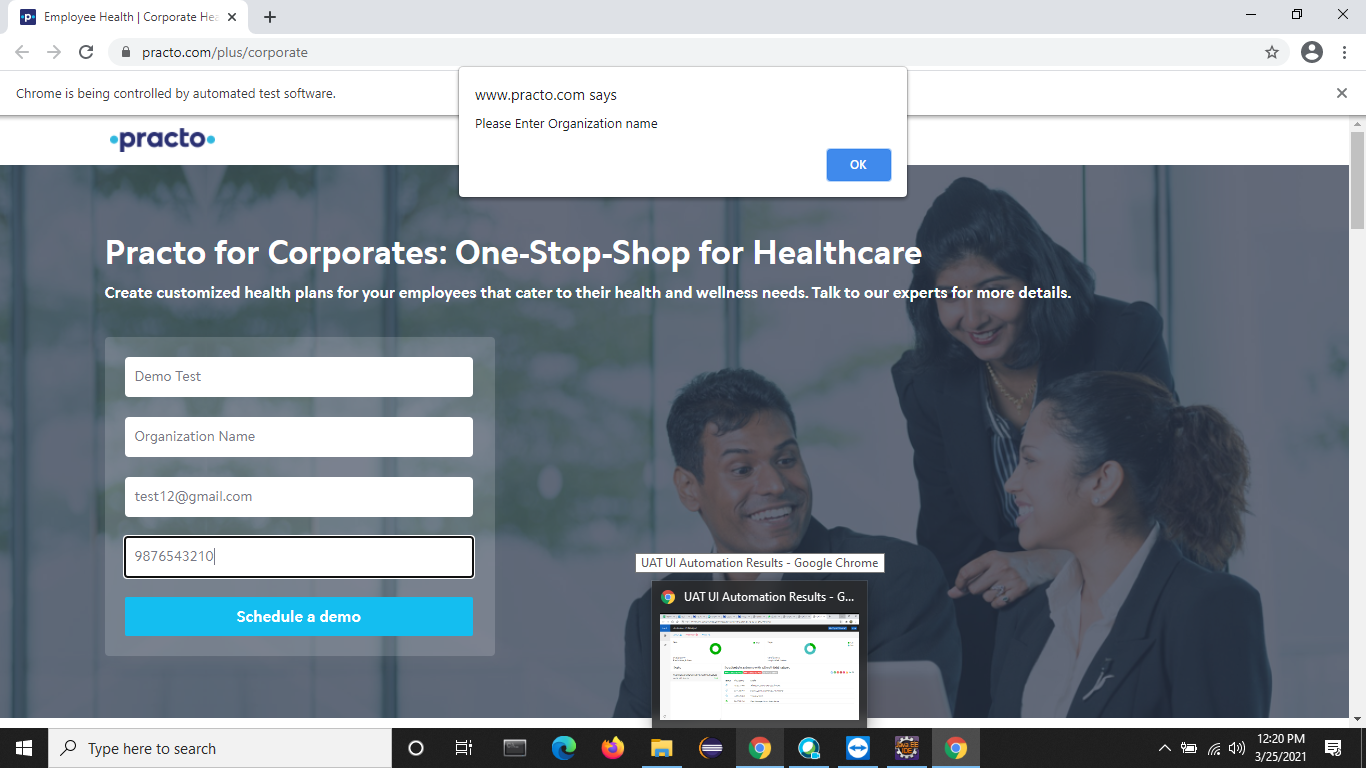 Employee Health | Corporate Hea
practo.com/plus/corporate
Chrome is being controlled by automated test software.
www.practo.com says
Please Enter Organization name
OK
practo
Practo for Corporates: One-Stop-Shop for Healthcare
Create customized health plans for your employees that cater to their health and wellness needs. Talk to our experts for more details.
Demo Test
Organization Name
test12@gmail.com
9876543210
Schedule a demo
UAT UI Automation Results - Google Chrome
UAT UI Automation Results - G...
Type here to search
JAVA EE
IDE
12:20 PM
3/25/2021